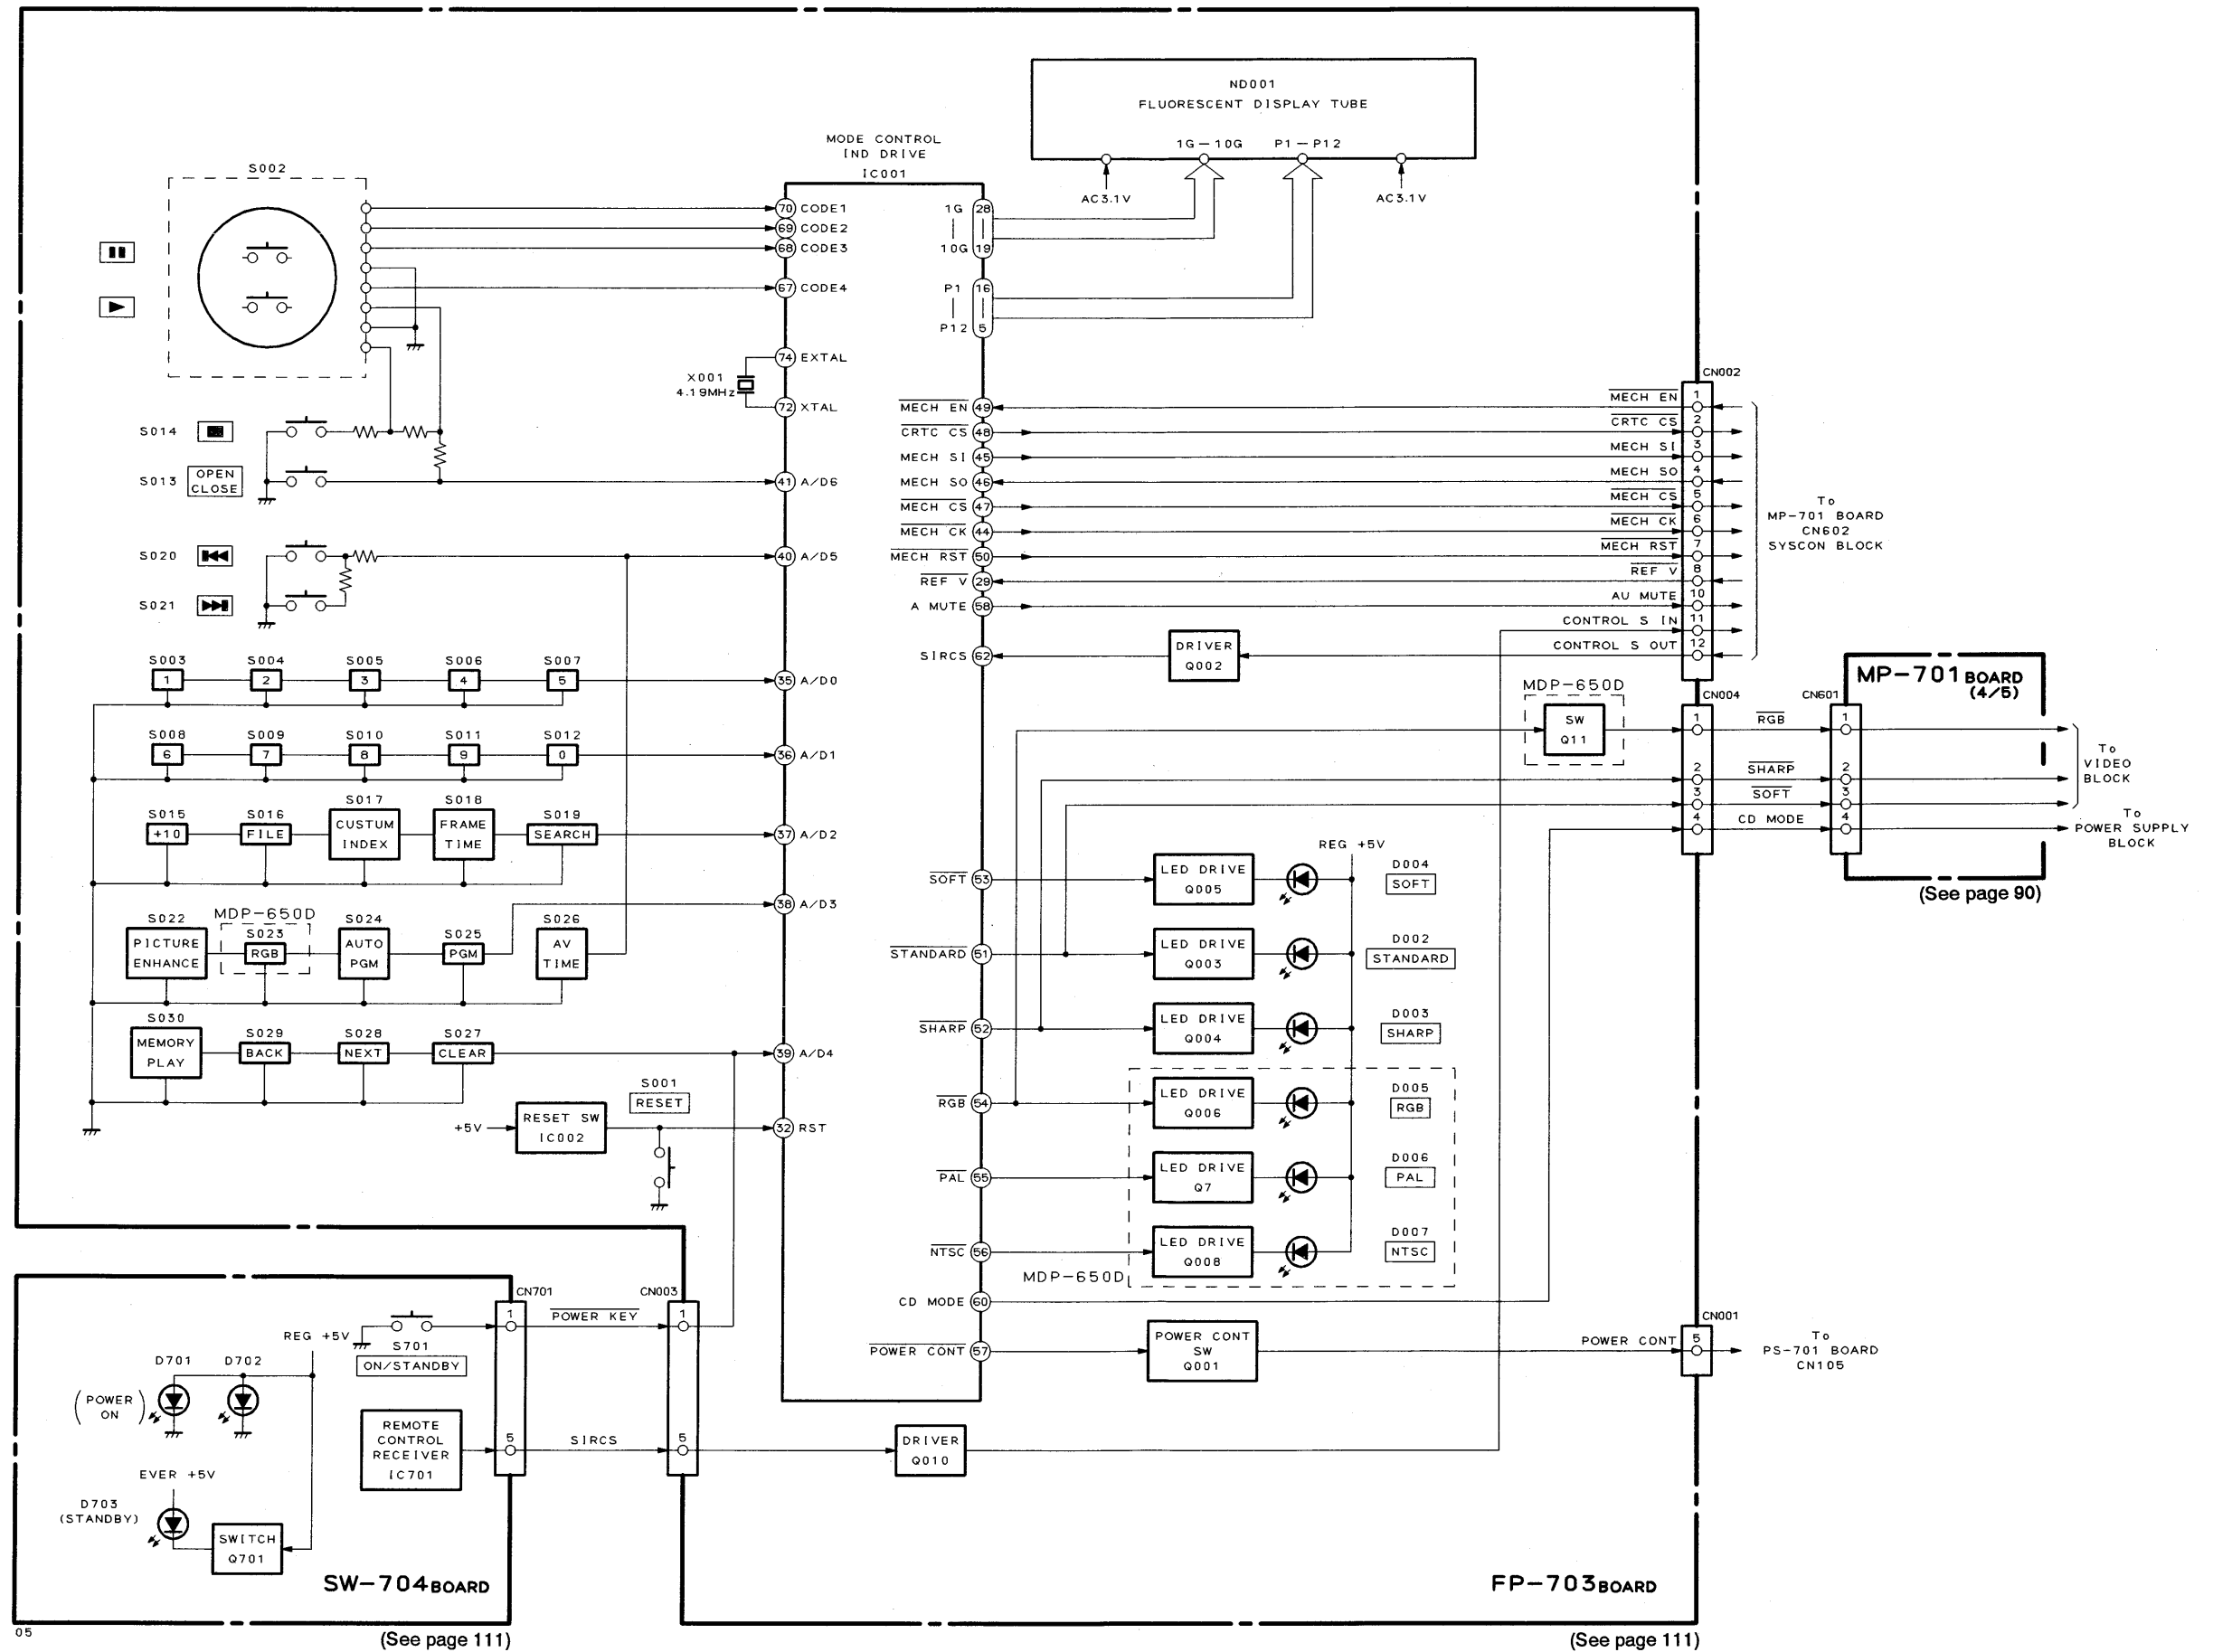 ND001
FLUORESCENT DISPLAY TUBE
1G—10G P1—P12
AC3.1V AC3.1V
MODE CONTROL
IND DRIVE
IC001
S002
70 CODE1
69 CODE2
68 CODE3
67 CODE4
74 EXTAL
72 XTAL
X001
4.19MHz
1G 28
10G 19
P1 16
P12 5
S014
S013 OPEN CLOSE
41 A/D6
S020
S021
40 A/D5
S003 S004 S005 S006 S007
1 2 3 4 5
35 A/D0
S008 S009 S010 S011 S012
6 7 8 9 0
36 A/D1
S015 S016 S017 S018 S019
+10 FILE CUSTUM INDEX FRAME TIME SEARCH
37 A/D2
38 A/D3
MDP-650D
S022 S023 S024 S025 S026
PICTURE ENHANCE RGB AUTO PGM PGM AV TIME
S030 S029 S028 S027
MEMORY PLAY BACK NEXT CLEAR
39 A/D4
S001
RESET
+5V RESET SW IC002
32 RST
MECH EN 49
CRTC CS 48
MECH SI 45
MECH SO 46
MECH CS 47
MECH CK 44
MECH RST 50
REF V 29
A MUTE 58
SIRCS 62
DRIVER
Q002
CN002
MECH EN 1
CRTC CS 2
MECH SI 3
MECH SO 4
MECH CS 5
MECH CK 6
MECH RST 7
REF V 8
AU MUTE 10
CONTROL S IN 11
CONTROL S OUT 12
To
MP-701 BOARD
CN602
SYSCON BLOCK
MDP-650D
SW
Q11
CN004 CN601
MP-701 BOARD
(4/5)
1 RGB 1
2 SHARP 2
3 SOFT 3
4 CD MODE 4
To
VIDEO
BLOCK
To
POWER SUPPLY
BLOCK
(See page 90)
REG +5V
SOFT 53
LED DRIVE
Q005
D004
SOFT
STANDARD 51
LED DRIVE
Q003
D002
STANDARD
SHARP 52
LED DRIVE
Q004
D003
SHARP
RGB 54
LED DRIVE
Q006
D005
RGB
PAL 55
LED DRIVE
Q7
D006
PAL
NTSC 56
LED DRIVE
Q008
D007
NTSC
MDP-650D
CD MODE 60
POWER CONT 57
POWER CONT
SW
Q001
CN001
POWER CONT 5
To
PS-701 BOARD
CN105
CN701 CN003
1 POWER KEY 1
REG +5V
S701
ON/STANDBY
D701 D702
(POWER ON)
REMOTE
CONTROL
RECEIVER
IC701
5 SIRCS 5
DRIVER
Q010
EVER +5V
D703
(STANDBY)
SWITCH
Q701
SW-704 BOARD
FP-703 BOARD
05
(See page 111)
(See page 111)